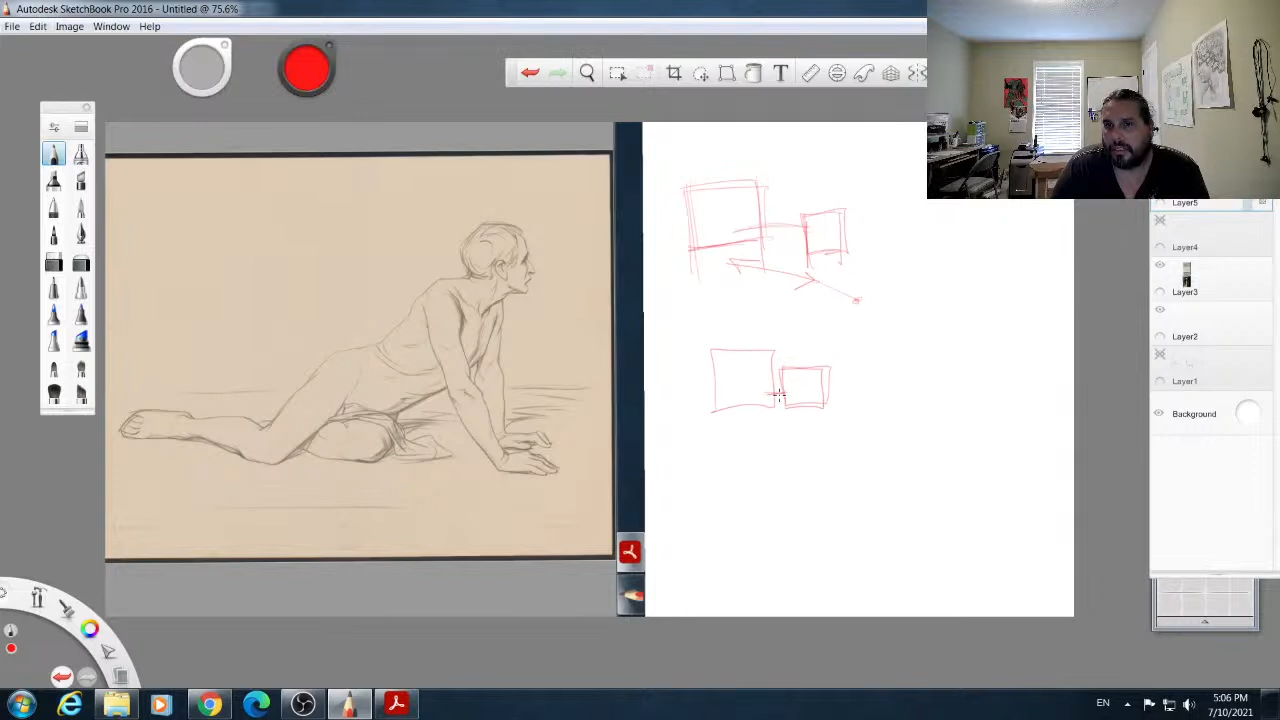 Autodesk SketchBook Pro 2016 - Untitled @ 75.6%
File Edit Image Window Help
T
Layer5
Layer4
Layer3
Layer2
Layer1
Background
EN
5:06 PM
7/10/2021